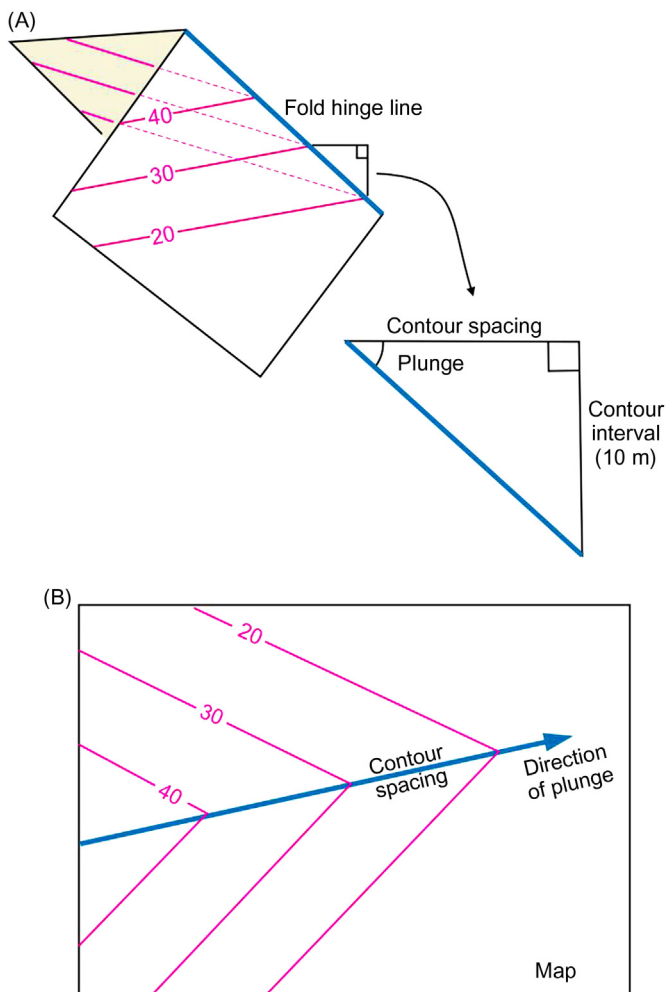 (A)
Fold hinge line
40
30
20
Contour spacing
Plunge
Contour
interval
(10 m)
(B)
20
30
40
Contour
spacing
Direction
of plunge
Map